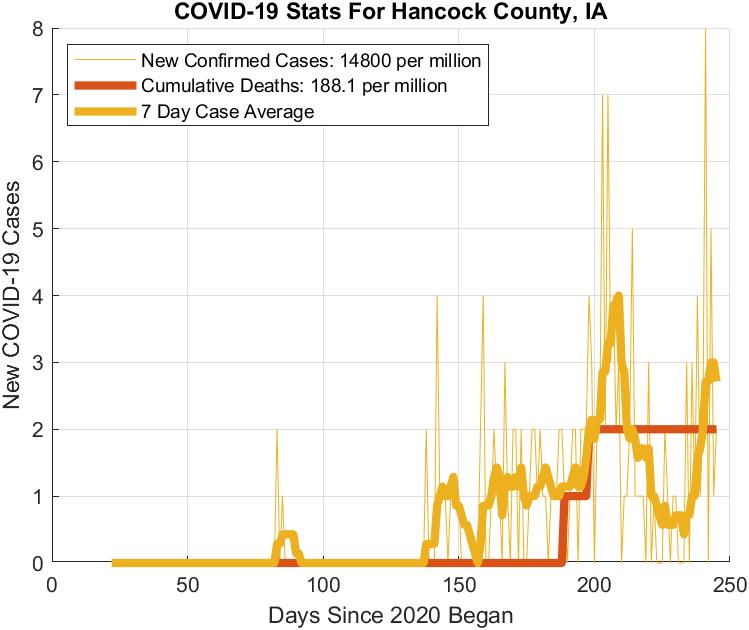 COVID-19 Stats For Hancock County, IA
New Confirmed Cases: 14800 per million
Cumulative Deaths: 188.1 per million
7 Day Case Average
New COVID-19 Cases
8
7
6
5
4
3
2
1
0
0 50 100 150 200 250
Days Since 2020 Began